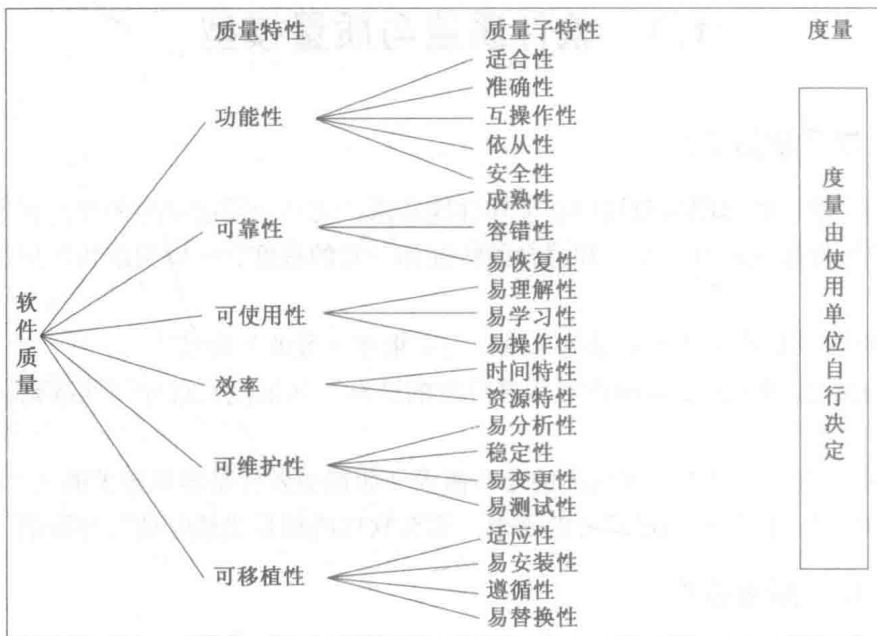 质量特性 质量子特性 度量
适合性
准确性
功能性 互操作性
依从性
安全性
成熟性
可靠性 容错性
易恢复性
易理解性
可使用性 易学习性
易操作性
效率 时间特性
资源特性
易分析性
可维护性 稳定性
易变更性
易测试性
适应性
易安装性
可移植性 遵循性
易替换性
软件质量
度量由使用单位自行决定